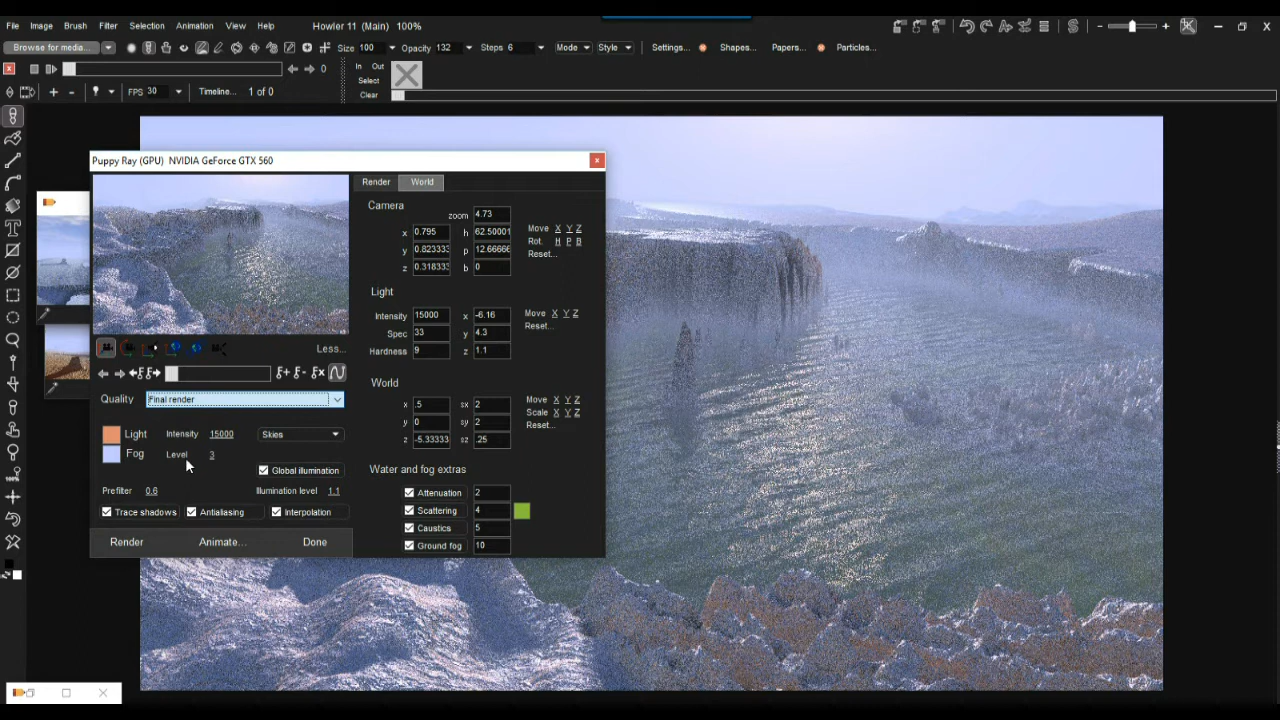 File Image Brush Filter Selection Animation View Help Howler 11 (Main) 100%
Browse for media... Size 100 Opacity 132 Steps 6 Mode Style Settings... Shapes... Papers... Particles...
0 In Out
Select
FPS 30 Timeline... 1 of 0 Clear
Puppy Ray (GPU) NVIDIA GeForce GTX 560
Render World
Camera
zoom 4.73
x 0.795 h 62.50001 Move X Y Z
y 0.823333 p 12.66666 Rot. H P B
z 0.318333 b 0 Reset...
Light
Intensity 15000 x -6.16 Move X Y Z
Spec 33 y 4.3 Reset...
Hardness 9 z 1.1
Less...
World
x .5 sx 2 Move X Y Z
y 0 sy 2 Scale X Y Z
z -5.33333 sz .25 Reset...
Quality Final render
Light Intensity 15000 Skies
Fog Level 3
Global illumination
Prefilter 0.6 Illumination level 1.1
Trace shadows Antialiasing Interpolation
Render Animate... Done
Water and fog extras
Attenuation 2
Scattering 4
Caustics 5
Ground fog 10